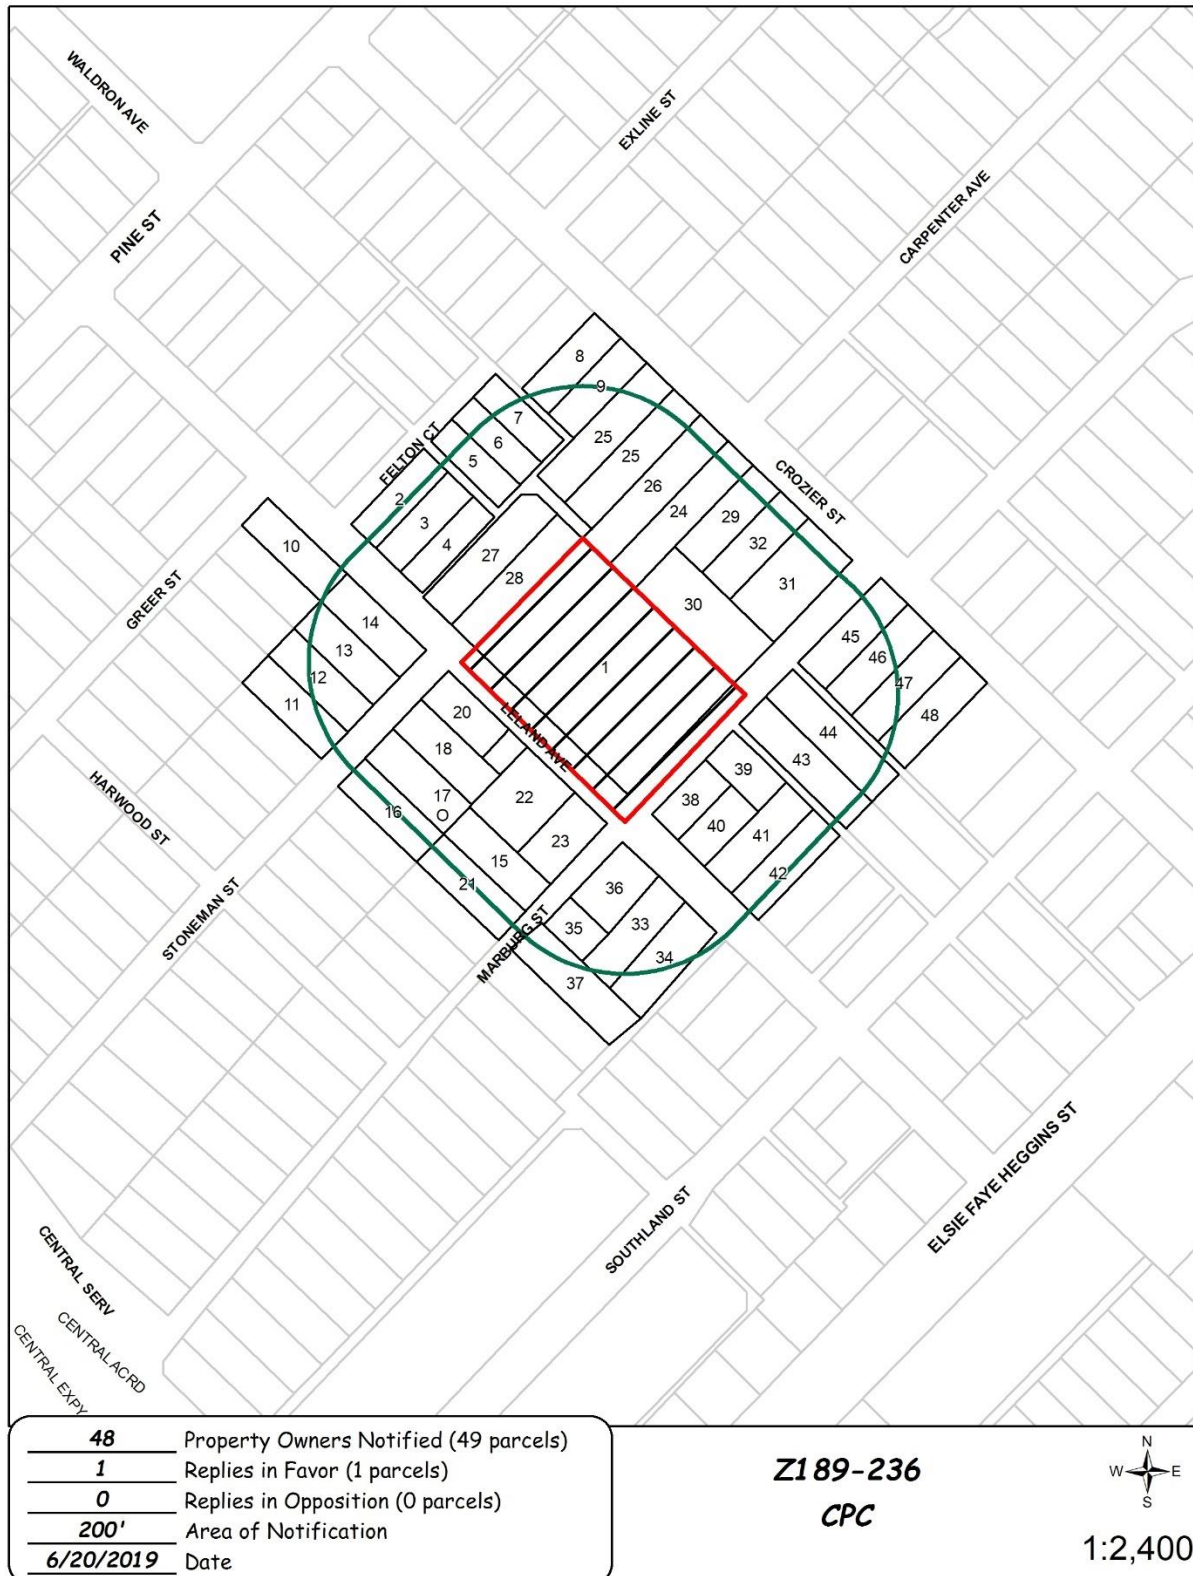 WALDRON AVE
EXLINE ST
CARPENTER AVE
PINE ST
8
9
7
6
5
FELTON CT
25
25
26
24
29
32
31
CROZIER ST
2
3
4
27
28
10
GREER ST
14
13
12
11
30
1
45
46
47
48
LELAND AVE
20
18
17
O
16
22
23
15
21
44
43
39
38
40
41
42
HARWOOD ST
STONEMAN ST
MARBURG ST
36
35
33
34
37
SOUTHLAND ST
ELSIE FAYE HEGGINS ST
CENTRAL SERV
CENTRAL ACRD
CENTRAL EXPY
48 Property Owners Notified (49 parcels)
1 Replies in Favor (1 parcels)
0 Replies in Opposition (0 parcels)
200' Area of Notification
6/20/2019 Date
Z189-236
CPC
N
W E
S
1:2,400